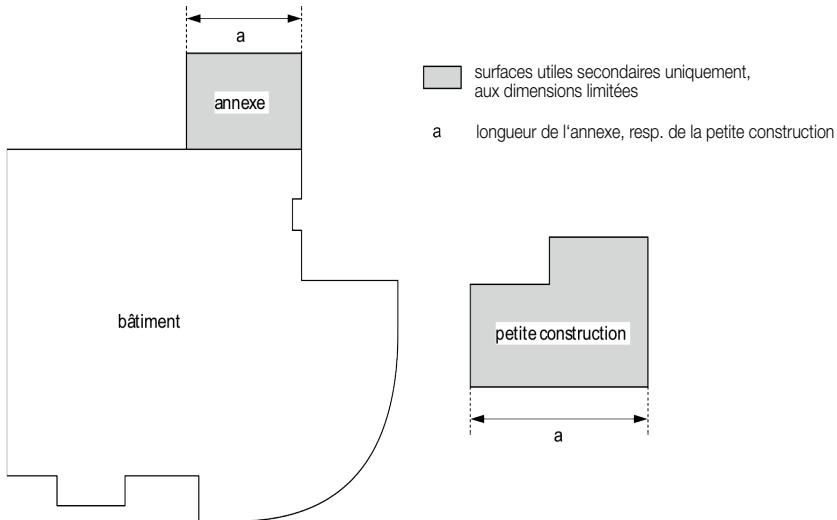 a
annexe
surfaces utiles secondaires uniquement,
aux dimensions limitées
a longueur de l‘annexe, resp. de la petite construction
bâtiment
petite construction
a